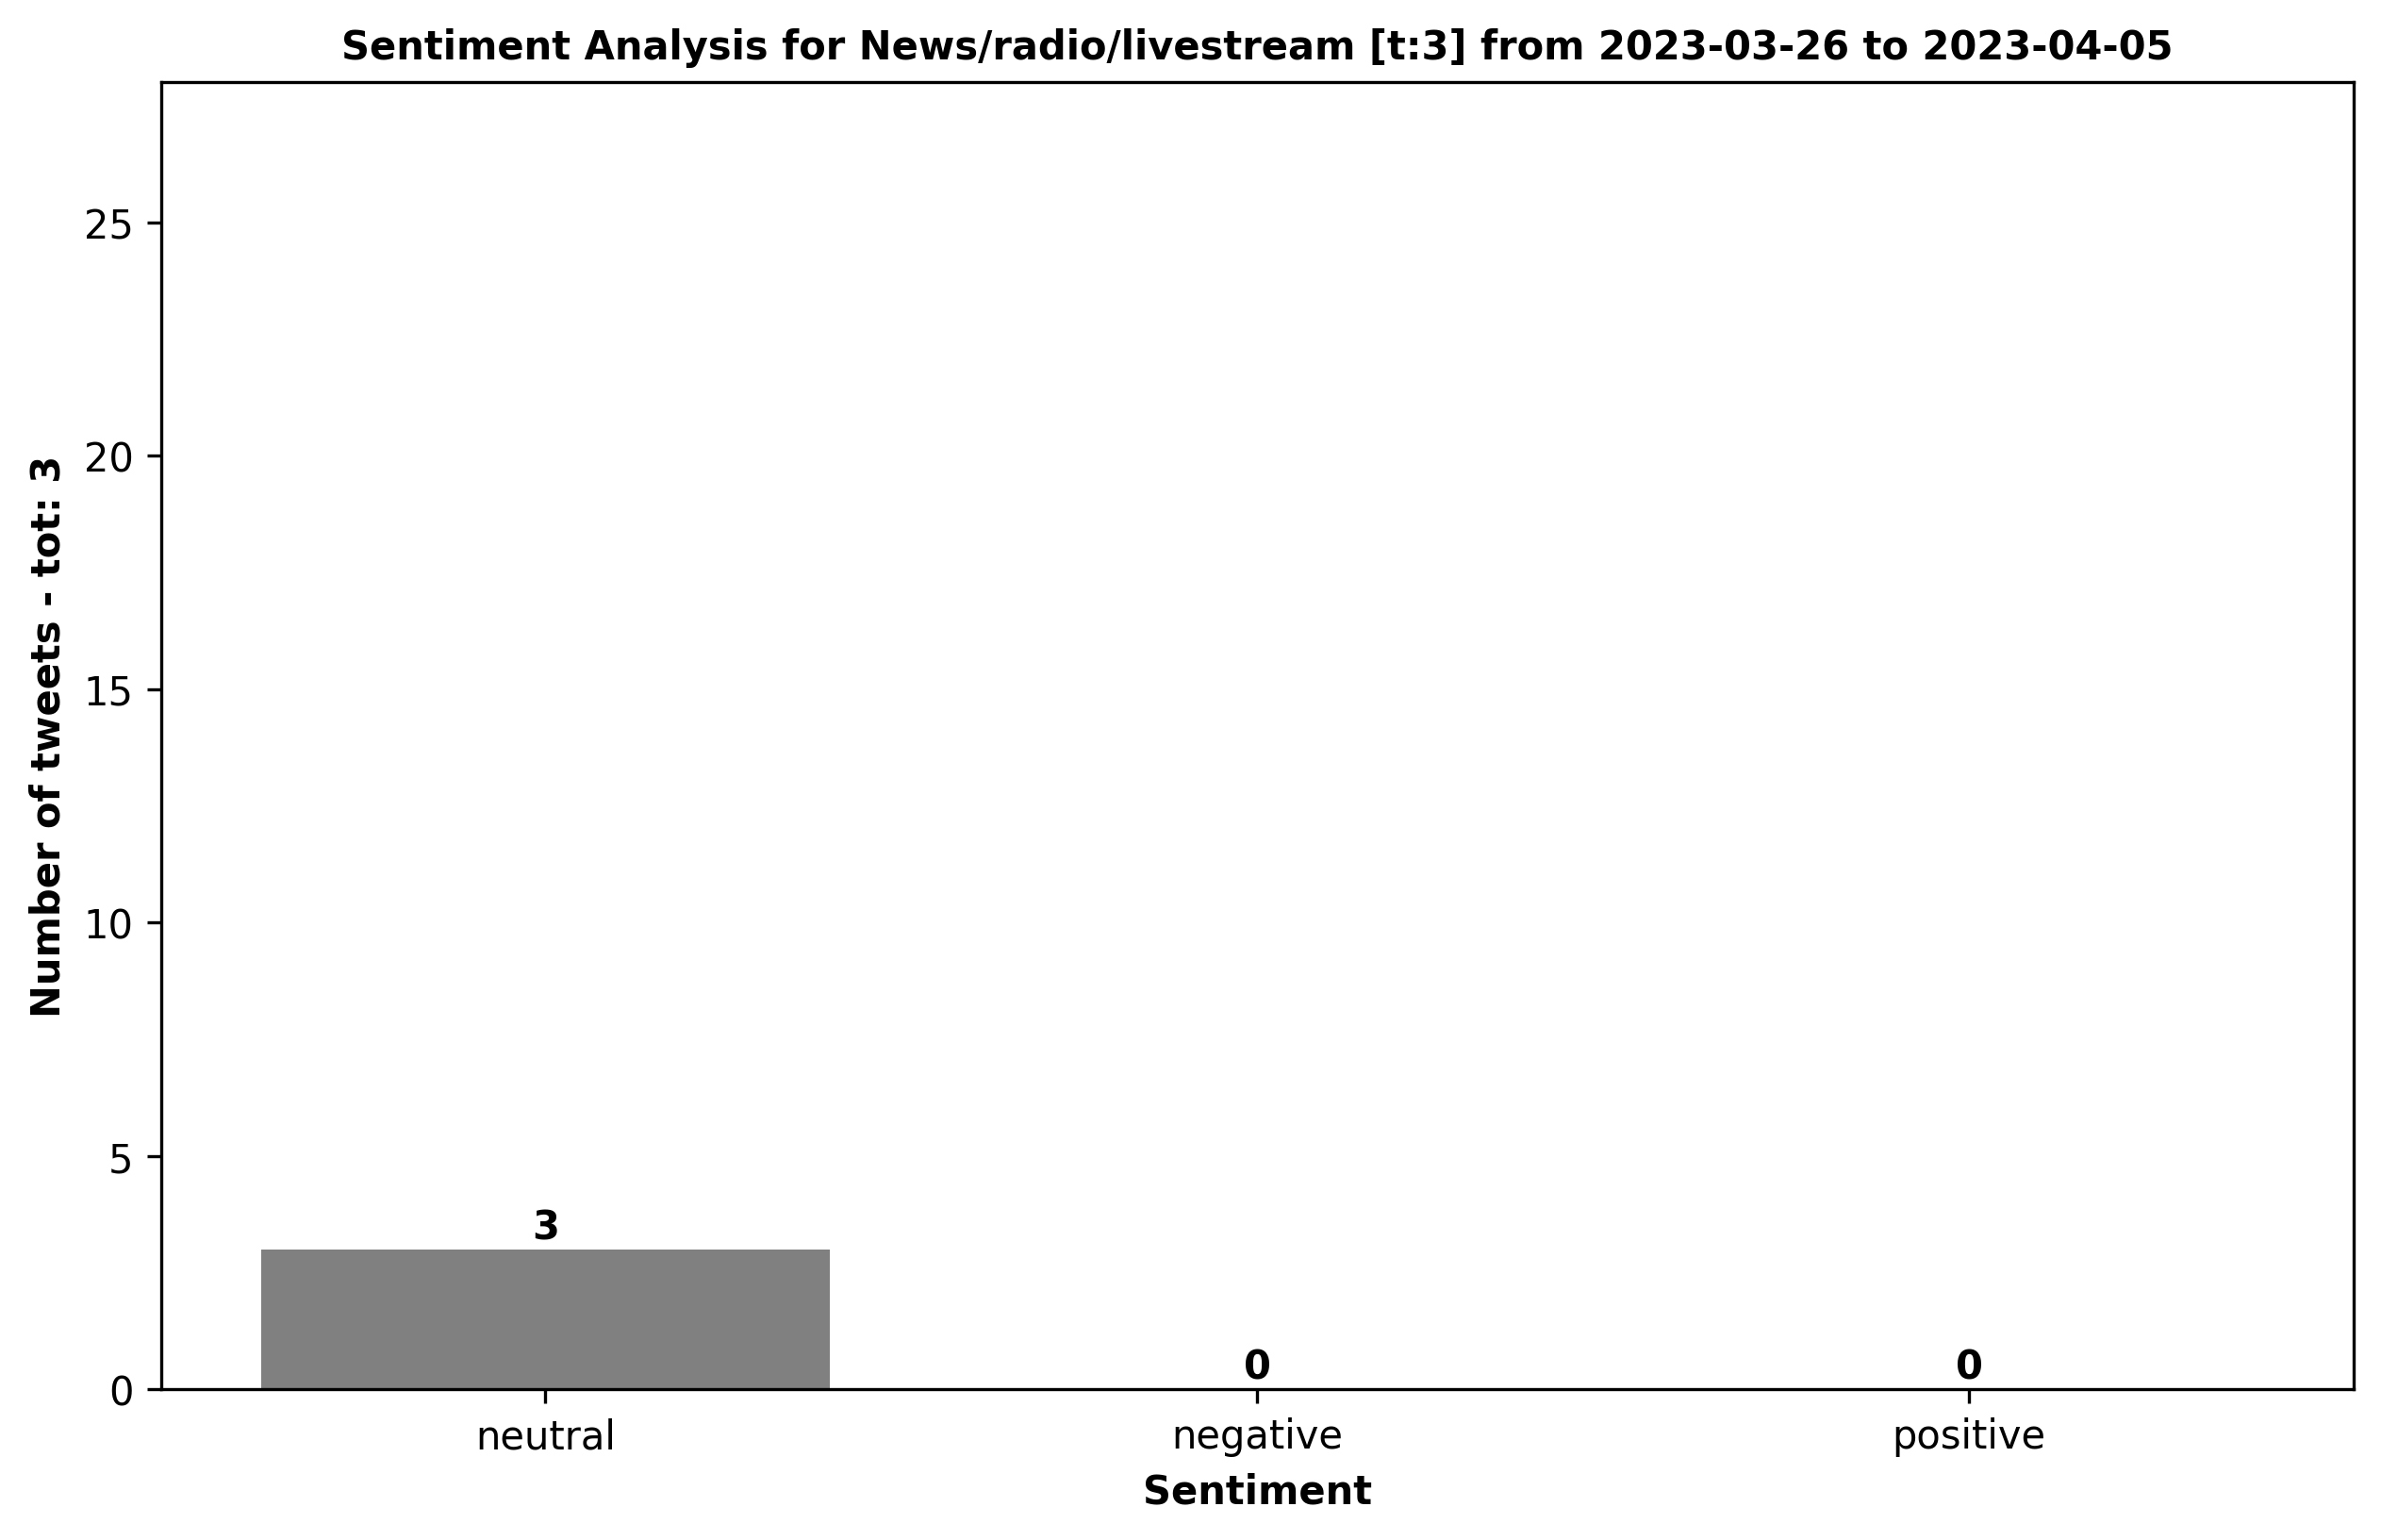 Sentiment Analysis for News/radio/livestream [t:3] from 2023-03-26 to 2023-04-05
Number of tweets - tot: 3
25
20
15
10
5
0
3
0
0
neutral
negative
positive
Sentiment